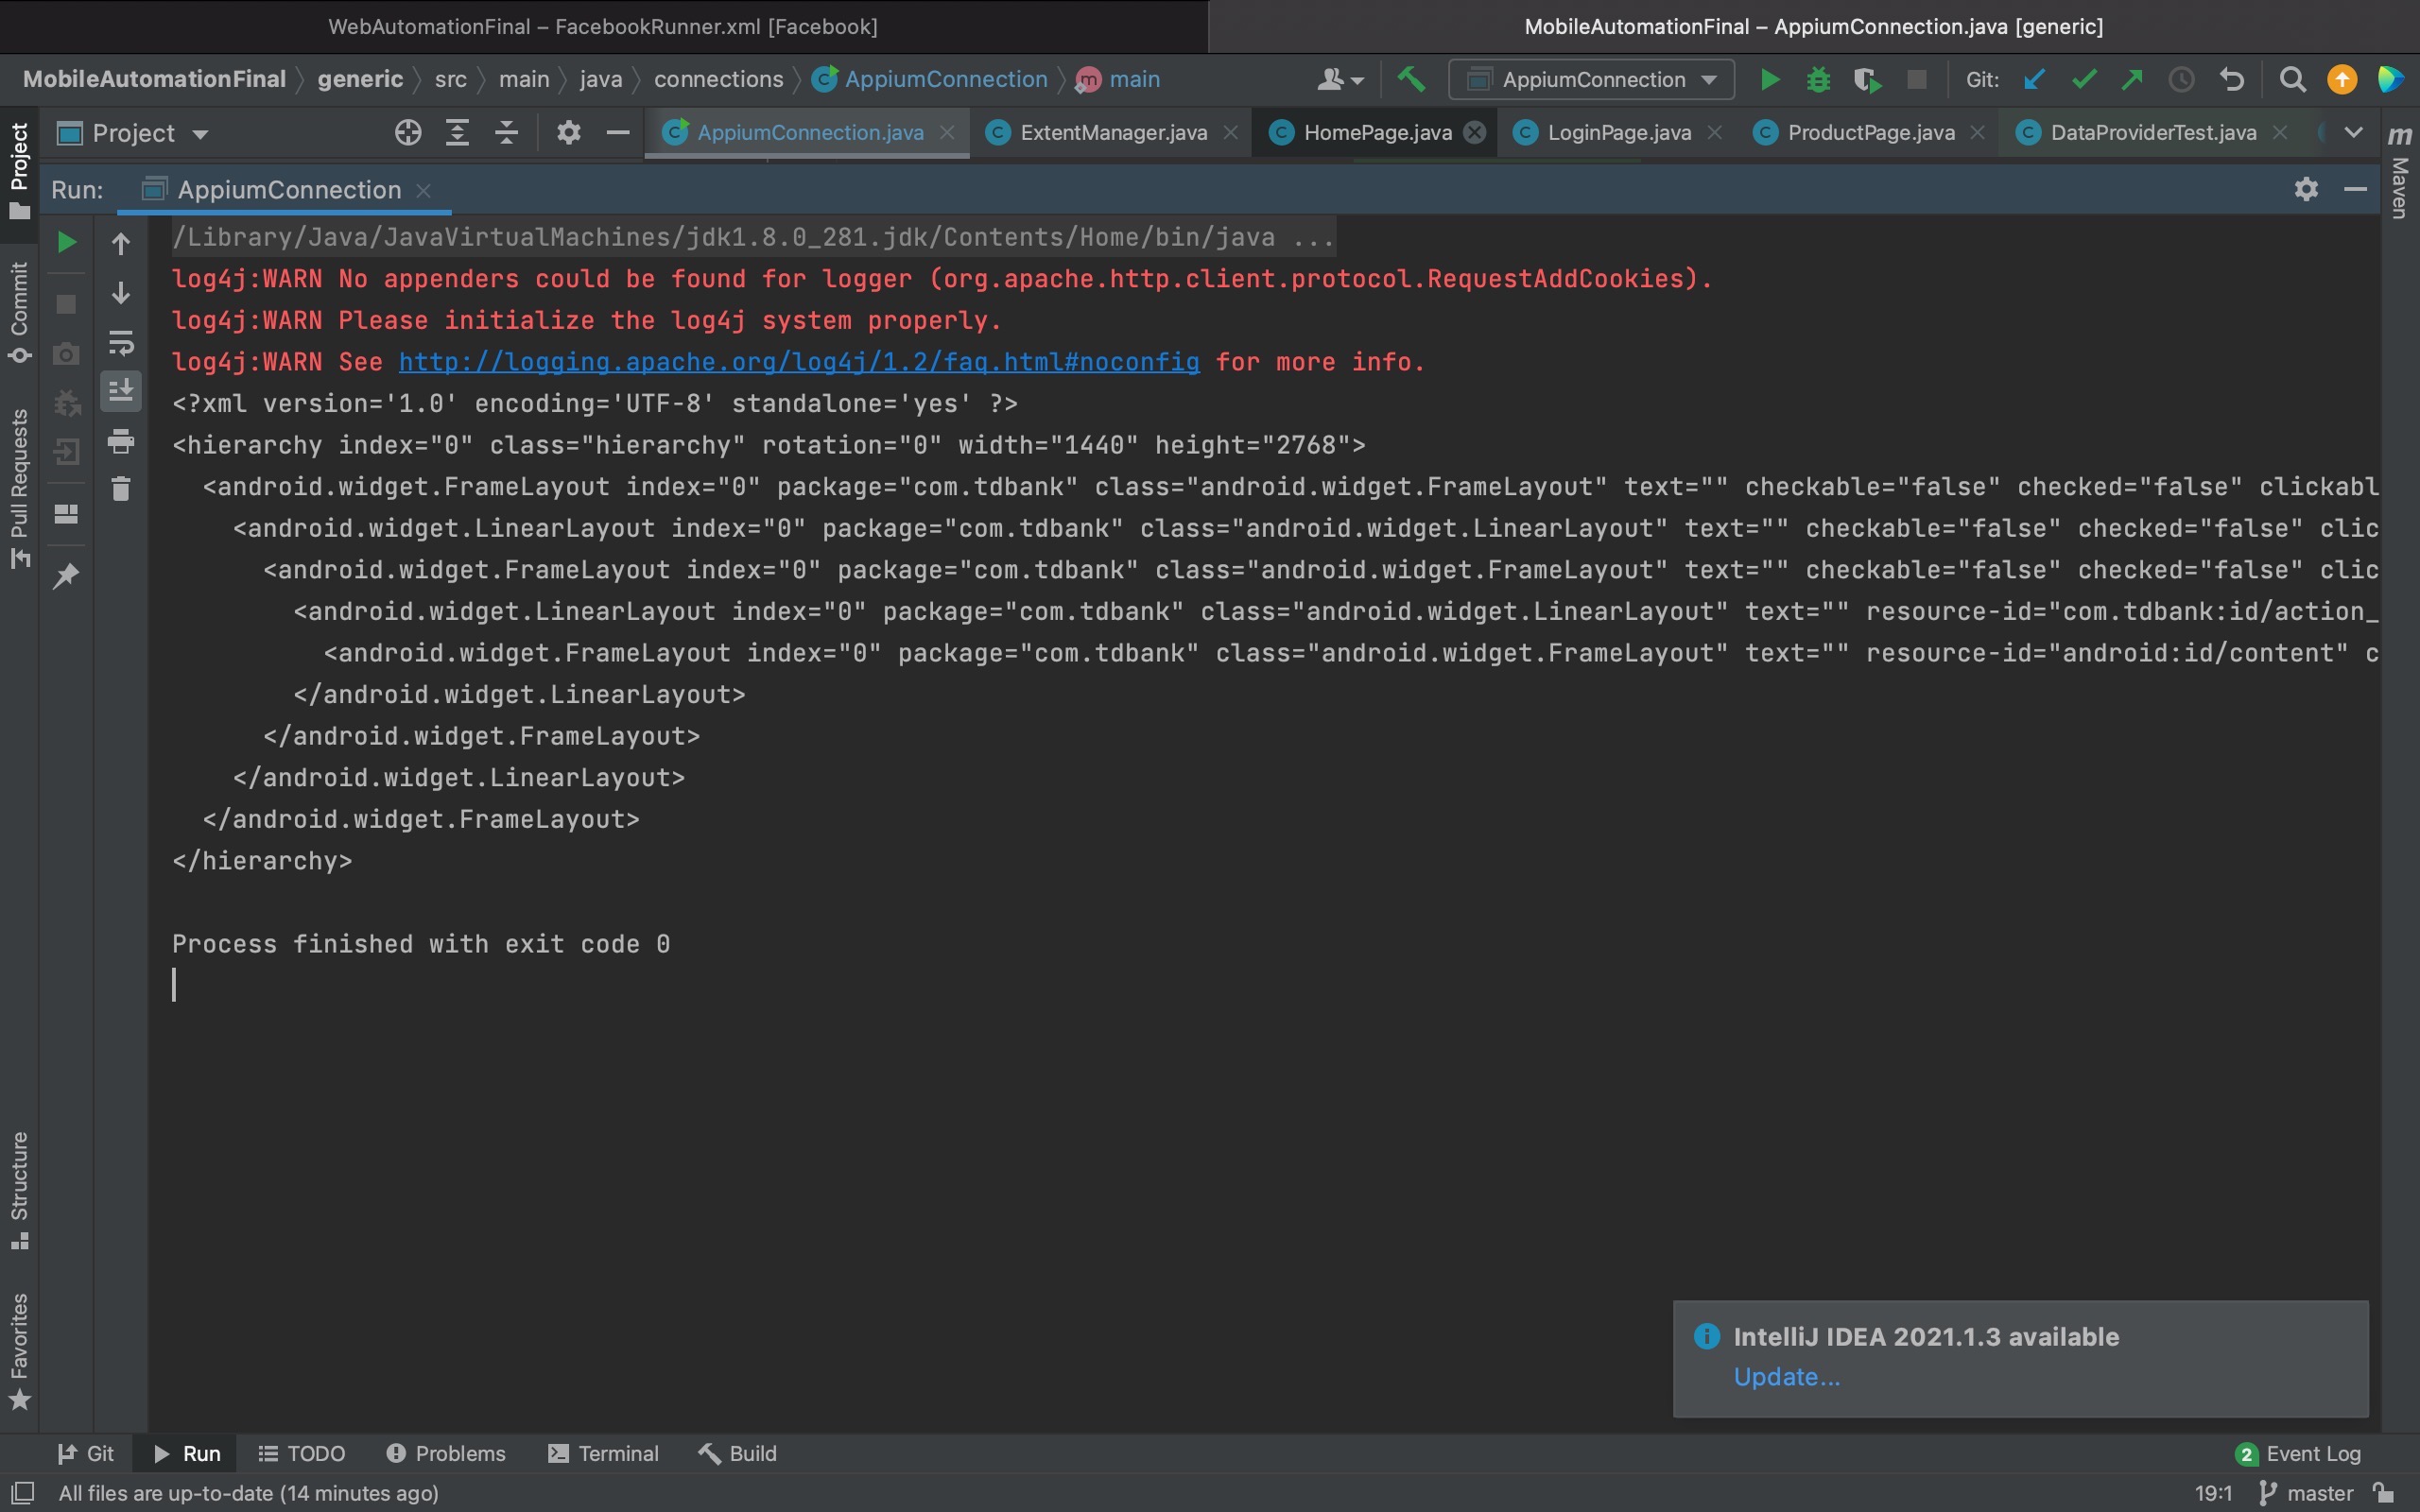 WebAutomationFinal – FacebookRunner.xml [Facebook]
MobileAutomationFinal – AppiumConnection.java [generic]
MobileAutomationFinal generic src main java connections AppiumConnection main
AppiumConnection
Git:
Project
AppiumConnection.java
ExtentManager.java
HomePage.java
LoginPage.java
ProductPage.java
DataProviderTest.java
Run: AppiumConnection
/Library/Java/JavaVirtualMachines/jdk1.8.0_281.jdk/Contents/Home/bin/java ...
log4j:WARN No appenders could be found for logger (org.apache.http.client.protocol.RequestAddCookies).
log4j:WARN Please initialize the log4j system properly.
log4j:WARN See http://logging.apache.org/log4j/1.2/faq.html#noconfig for more info.
<?xml version='1.0' encoding='UTF-8' standalone='yes' ?>
<hierarchy index="0" class="hierarchy" rotation="0" width="1440" height="2768">
<android.widget.FrameLayout index="0" package="com.tdbank" class="android.widget.FrameLayout" text="" checkable="false" checked="false" clickabl
<android.widget.LinearLayout index="0" package="com.tdbank" class="android.widget.LinearLayout" text="" checkable="false" checked="false" clic
<android.widget.FrameLayout index="0" package="com.tdbank" class="android.widget.FrameLayout" text="" checkable="false" checked="false" clic
<android.widget.LinearLayout index="0" package="com.tdbank" class="android.widget.LinearLayout" text="" resource-id="com.tdbank:id/action_
<android.widget.FrameLayout index="0" package="com.tdbank" class="android.widget.FrameLayout" text="" resource-id="android:id/content" c
</android.widget.LinearLayout>
</android.widget.FrameLayout>
</android.widget.LinearLayout>
</android.widget.FrameLayout>
</hierarchy>
Process finished with exit code 0
Project
Commit
Pull Requests
Structure
Favorites
m Maven
IntelliJ IDEA 2021.1.3 available
Update...
Git
Run
TODO
Problems
Terminal
Build
2 Event Log
All files are up-to-date (14 minutes ago)
19:1
master